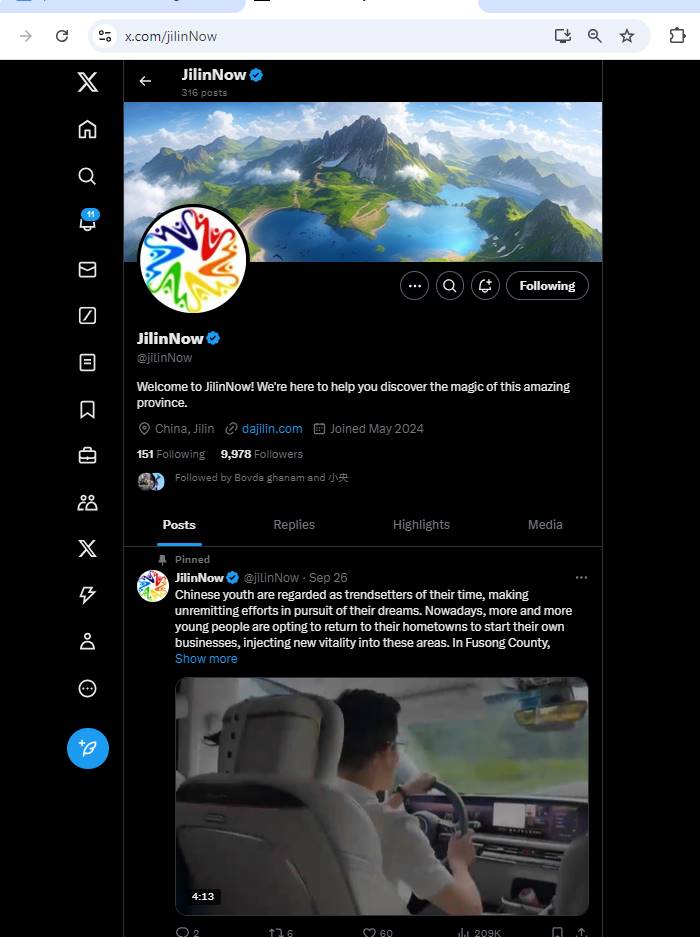 x.com/jilinNow
JilinNow
316 posts
Following
JilinNow
@jilinNow
Welcome to JilinNow! We're here to help you discover the magic of this amazing
province.
China, Jilin dajilin.com Joined May 2024
151 Following 9,978 Followers
Followed by Bovda ghanam and 小央
Posts Replies Highlights Media
Pinned
JilinNow @jilinNow · Sep 26
Chinese youth are regarded as trendsetters of their time, making
unremitting efforts in pursuit of their dreams. Nowadays, more and more
young people are opting to return to their hometowns to start their own
businesses, injecting new vitality into these areas. In Fusong County,
Show more
11
4:13
2 6 60 209K